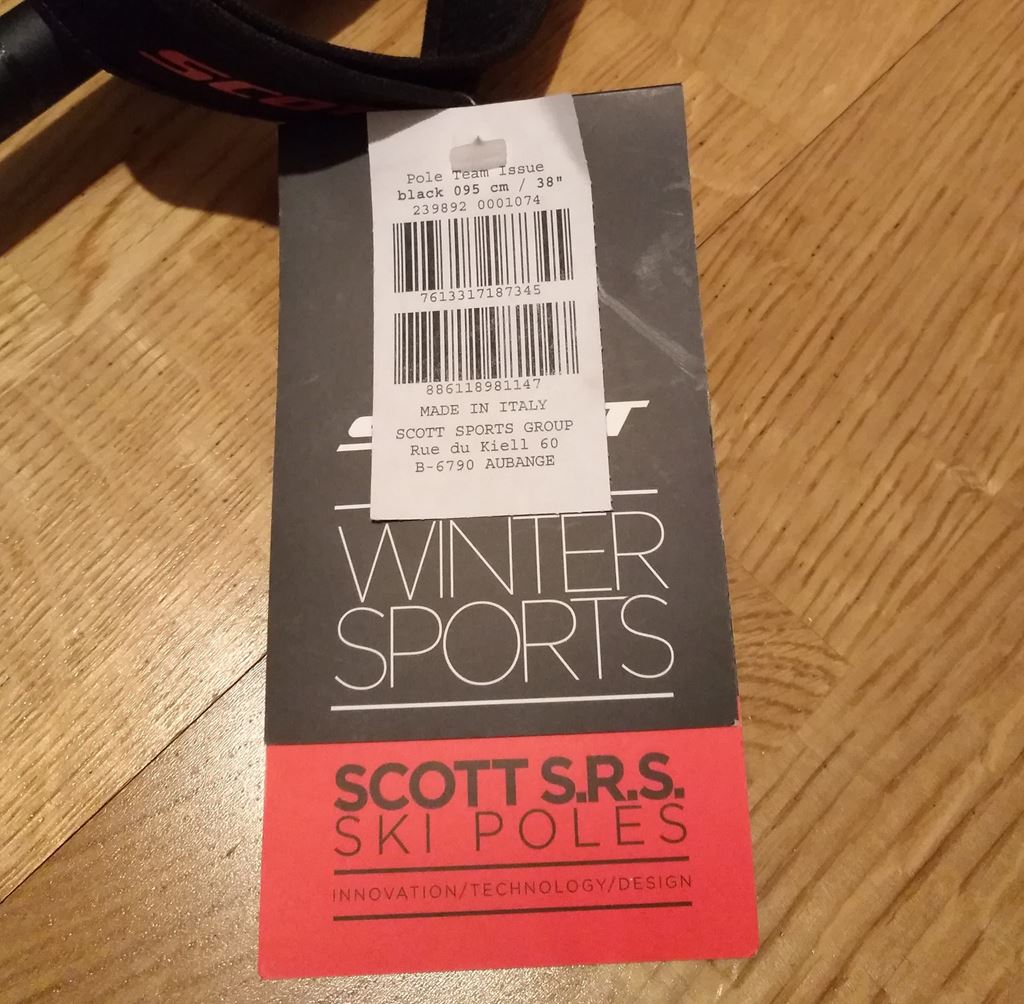 Pole Team Issue
black 095 cm / 38"
239892 0001074
7613317187345
886118981147
MADE IN ITALY
SCOTT SPORTS GROUP
Rue du Kiell 60
B-6790 AUBANGE
WINTER
SPORTS
SCOTT S.R.S.
SKI POLES
INNOVATION/TECHNOLOGY/DESIGN